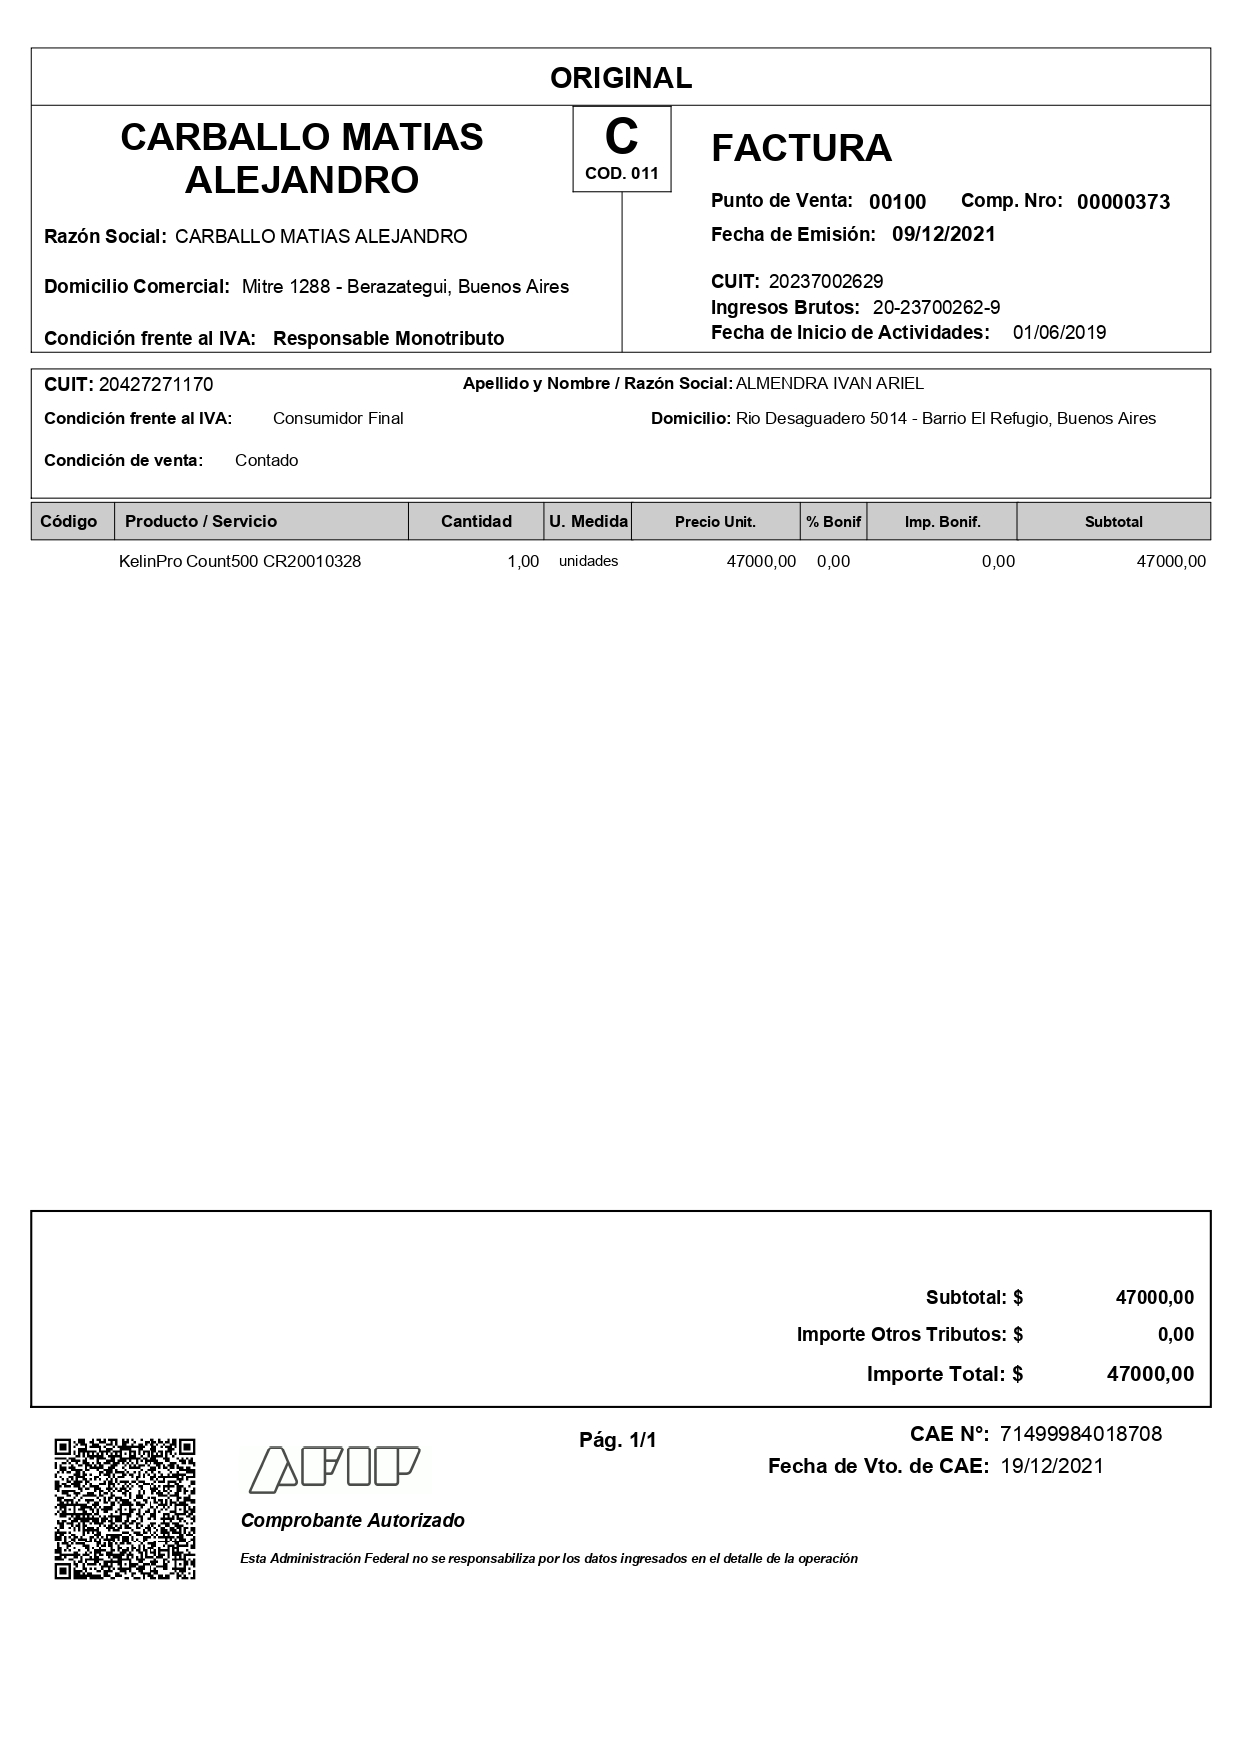 ORIGINAL
CARBALLO MATIAS
ALEJANDRO
C
COD. 011
FACTURA
Punto de Venta: 00100 Comp. Nro: 00000373
Fecha de Emisión: 09/12/2021
Razón Social: CARBALLO MATIAS ALEJANDRO
Domicilio Comercial: Mitre 1288 - Berazategui, Buenos Aires
Condición frente al IVA: Responsable Monotributo
CUIT: 20237002629
Ingresos Brutos: 20-23700262-9
Fecha de Inicio de Actividades: 01/06/2019
CUIT: 20427271170 Apellido y Nombre / Razón Social: ALMENDRA IVAN ARIEL
Condición frente al IVA: Consumidor Final Domicilio: Rio Desaguadero 5014 - Barrio El Refugio, Buenos Aires
Condición de venta: Contado
Código Producto / Servicio Cantidad U. Medida Precio Unit. % Bonif Imp. Bonif. Subtotal
KelinPro Count500 CR20010328 1,00 unidades 47000,00 0,00 0,00 47000,00
Subtotal: $ 47000,00
Importe Otros Tributos: $ 0,00
Importe Total: $ 47000,00
AFIP
Comprobante Autorizado
Esta Administración Federal no se responsabiliza por los datos ingresados en el detalle de la operación
Pág. 1/1
CAE N°: 71499984018708
Fecha de Vto. de CAE: 19/12/2021